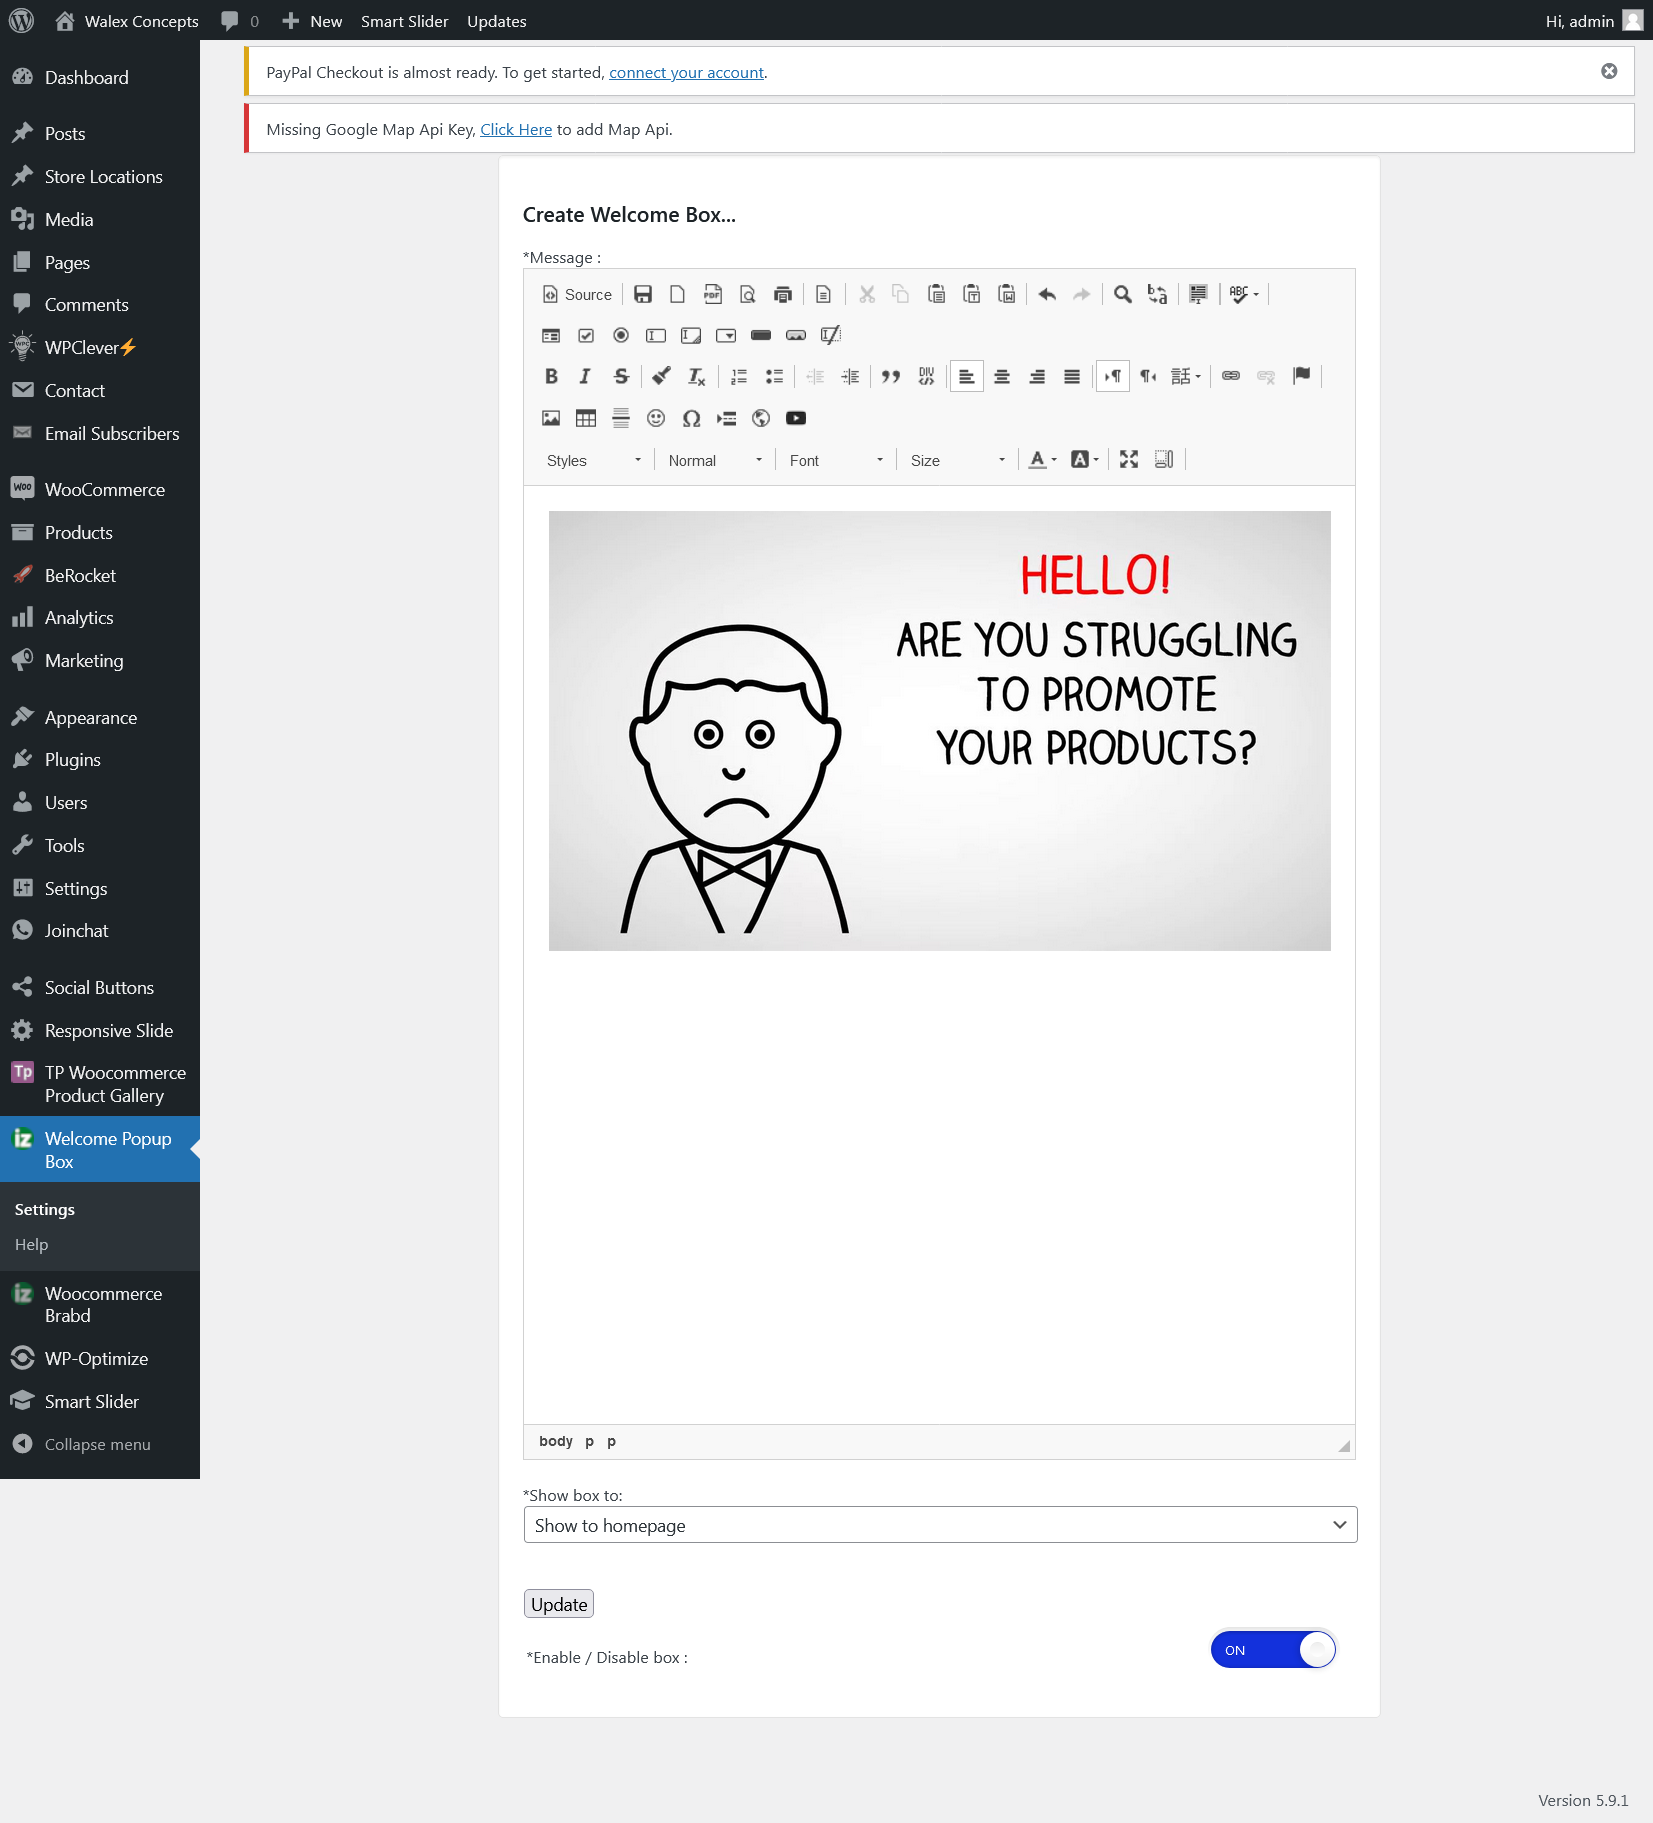 Walex Concepts 0 New Smart Slider Updates Hi, admin
Dashboard
Posts
Store Locations
Media
Pages
Comments
WPClever⚡
Contact
Email Subscribers
WooCommerce
Products
BeRocket
Analytics
Marketing
Appearance
Plugins
Users
Tools
Settings
Joinchat
Social Buttons
Responsive Slide
TP Woocommerce
Product Gallery
Welcome Popup
Box
Settings
Help
Woocommerce
Brabd
WP-Optimize
Smart Slider
Collapse menu
PayPal Checkout is almost ready. To get started, connect your account.
Missing Google Map Api Key, Click Here to add Map Api.
Create Welcome Box...
*Message :
Source
Styles Normal Font Size
HELLO!
ARE YOU STRUGGLING
TO PROMOTE
YOUR PRODUCTS?
body p p
*Show box to:
Show to homepage
Update
*Enable / Disable box :
ON
Version 5.9.1